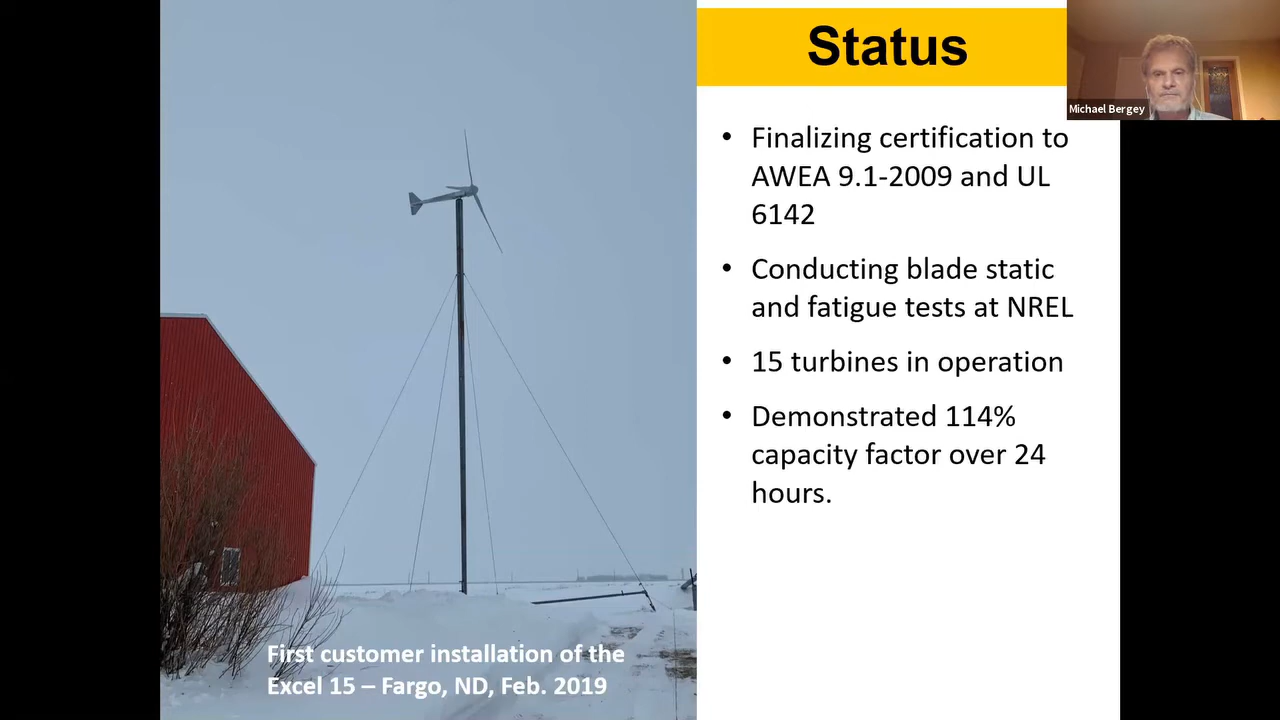 Status
Michael Bergey
• Finalizing certification to
AWEA 9.1-2009 and UL
6142
• Conducting blade static
and fatigue tests at NREL
• 15 turbines in operation
• Demonstrated 114%
capacity factor over 24
hours.
First customer installation of the
Excel 15 – Fargo, ND, Feb. 2019